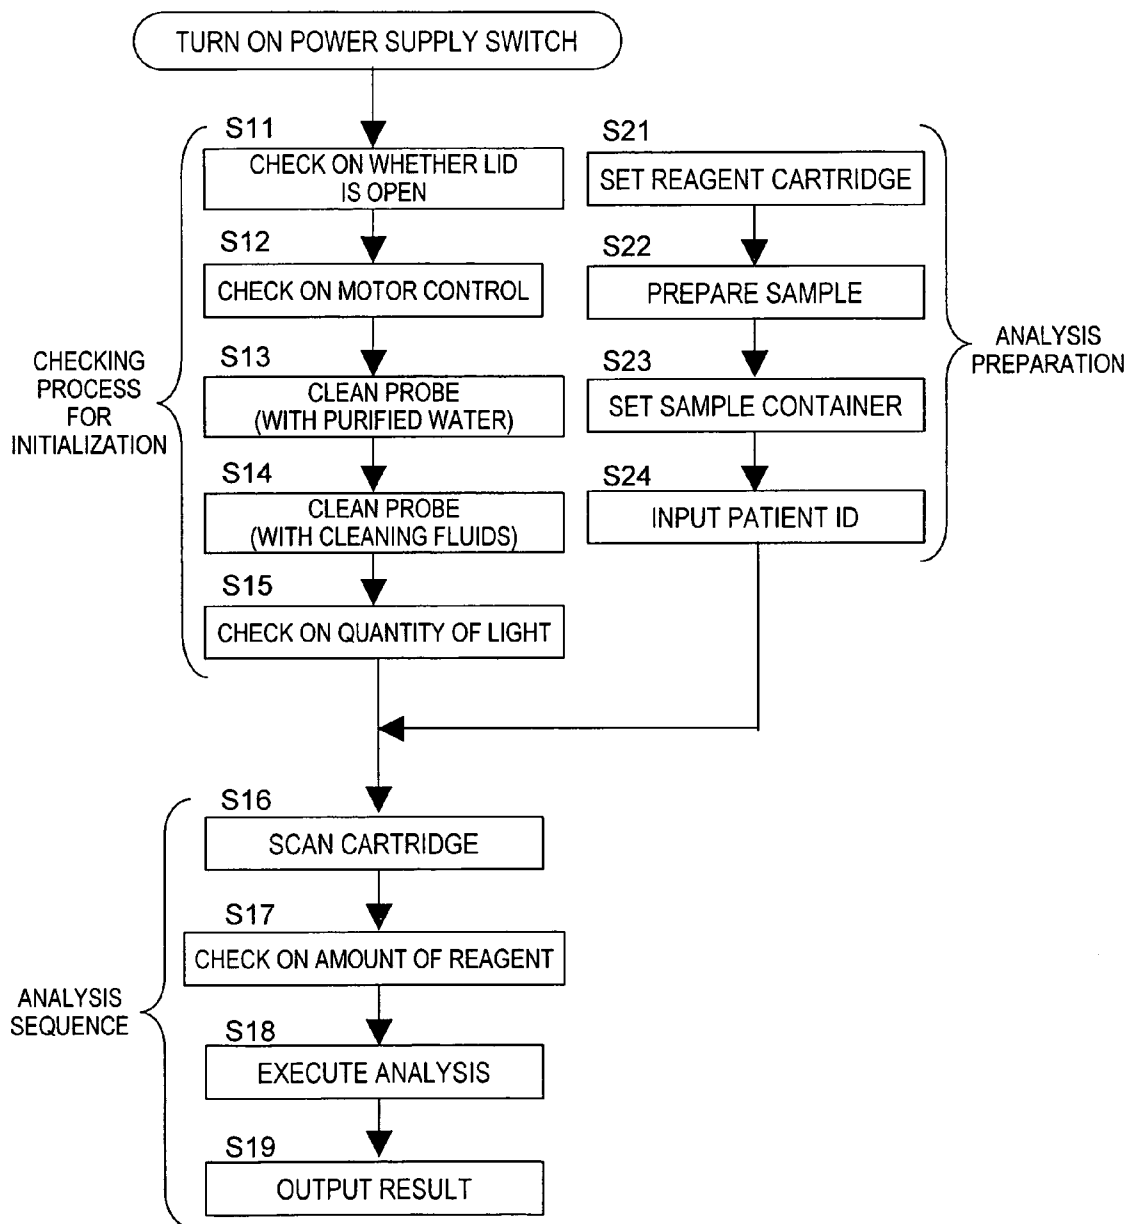 TURN ON POWER SUPPLY SWITCH
S11
CHECK ON WHETHER LID
IS OPEN
S12
CHECK ON MOTOR CONTROL
S13
CLEAN PROBE
(WITH PURIFIED WATER)
S14
CLEAN PROBE
(WITH CLEANING FLUIDS)
S15
CHECK ON QUANTITY OF LIGHT
CHECKING
PROCESS
FOR
INITIALIZATION
S21
SET REAGENT CARTRIDGE
S22
PREPARE SAMPLE
S23
SET SAMPLE CONTAINER
S24
INPUT PATIENT ID
ANALYSIS
PREPARATION
S16
SCAN CARTRIDGE
S17
CHECK ON AMOUNT OF REAGENT
S18
EXECUTE ANALYSIS
S19
OUTPUT RESULT
ANALYSIS
SEQUENCE